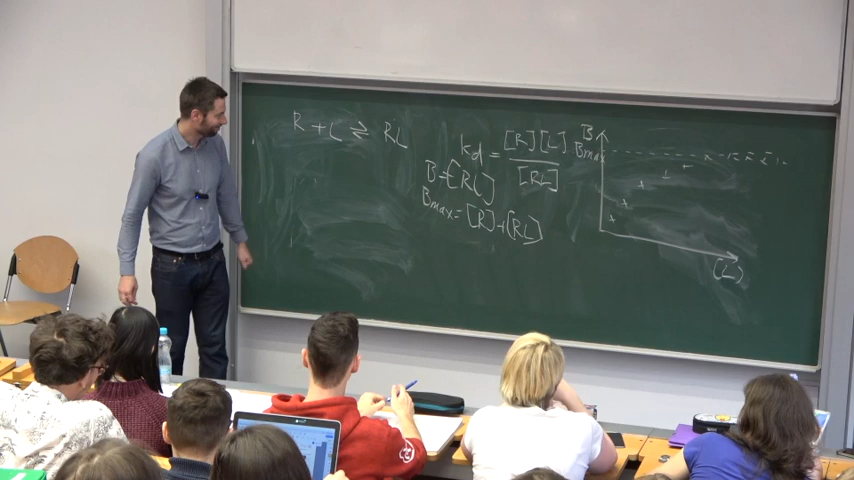 R + L ⇌ RL
kd = [R][L] / [RL]
B = [RL]
Bmax = [R] + [RL]
B
Bmax
[L]